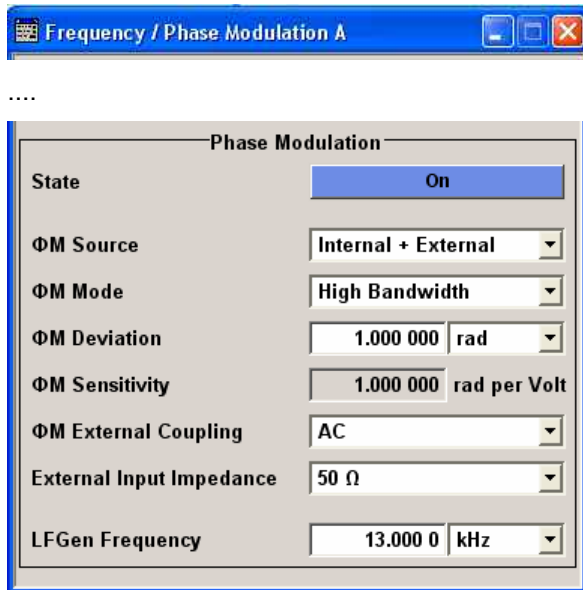 Frequency / Phase Modulation A
....
Phase Modulation
State On
ΦM Source Internal + External
ΦM Mode High Bandwidth
ΦM Deviation 1.000 000 rad
ΦM Sensitivity 1.000 000 rad per Volt
ΦM External Coupling AC
External Input Impedance 50 Ω
LFGen Frequency 13.000 0 kHz